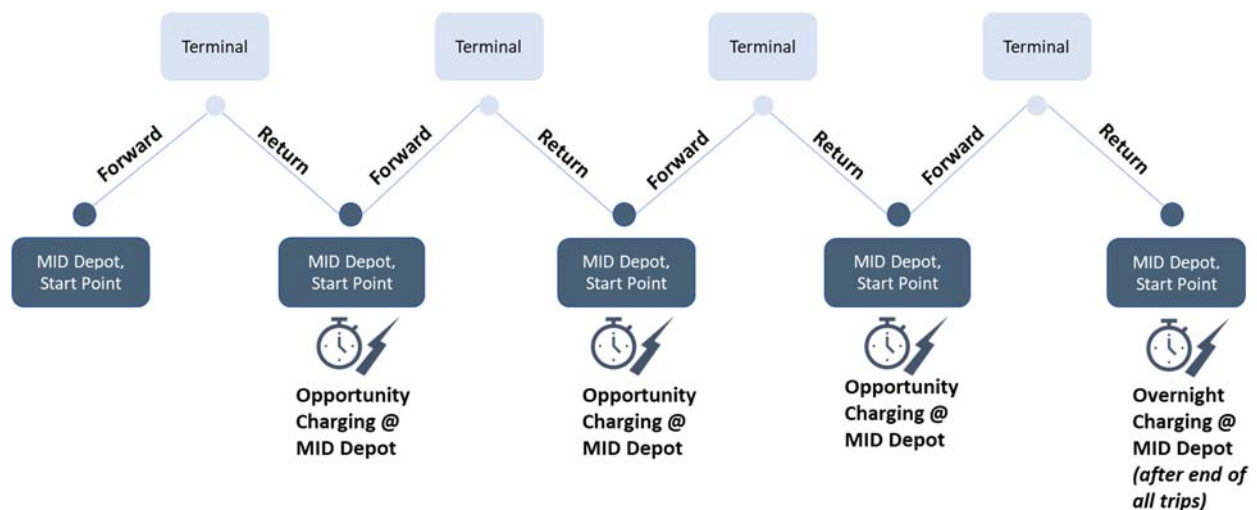 Terminal
Terminal
Terminal
Terminal
Forward
Return
Forward
Return
Forward
Return
Forward
Return
MID Depot,
Start Point
MID Depot,
Start Point
MID Depot,
Start Point
MID Depot,
Start Point
MID Depot,
Start Point
Opportunity
Charging @
MID Depot
Opportunity
Charging @
MID Depot
Opportunity
Charging @
MID Depot
Overnight
Charging @
MID Depot
(after end of
all trips)